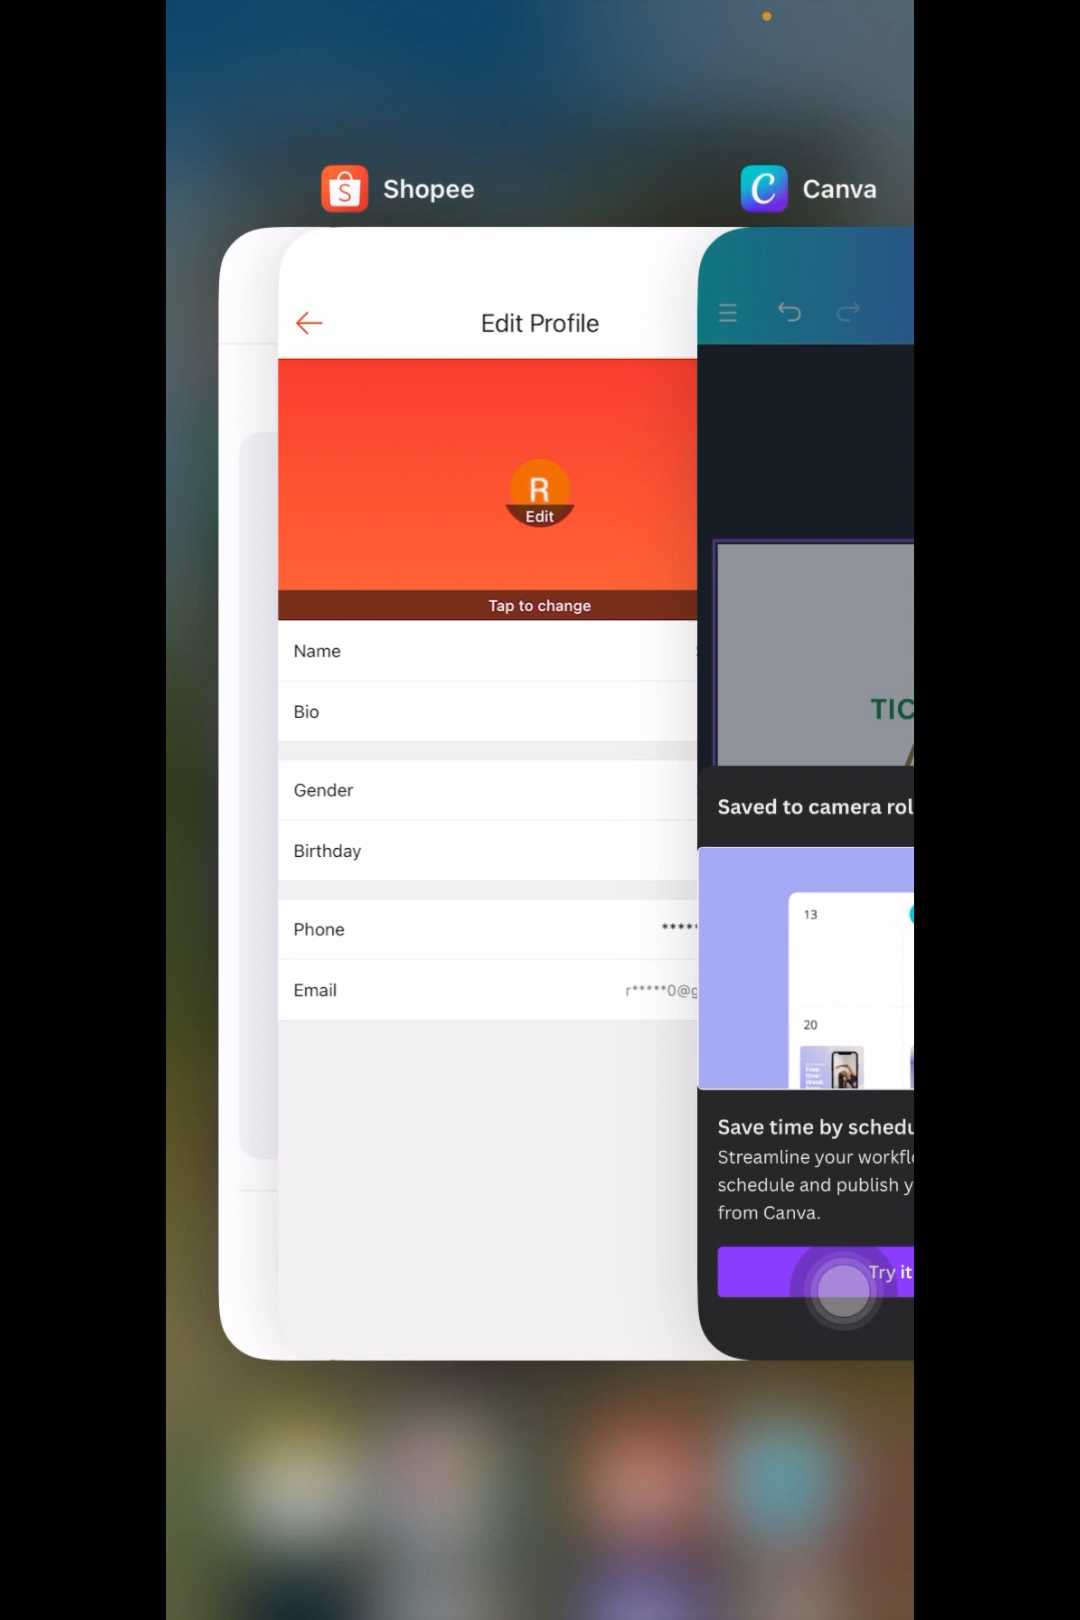 Shopee
Canva
Edit Profile
R
Edit
Tap to change
Name
Bio
Gender
Birthday
Phone *****
Email r*****0@g
TIC
Saved to camera rol
13
20
Save time by schedu
Streamline your workflo
schedule and publish y
from Canva.
Try it